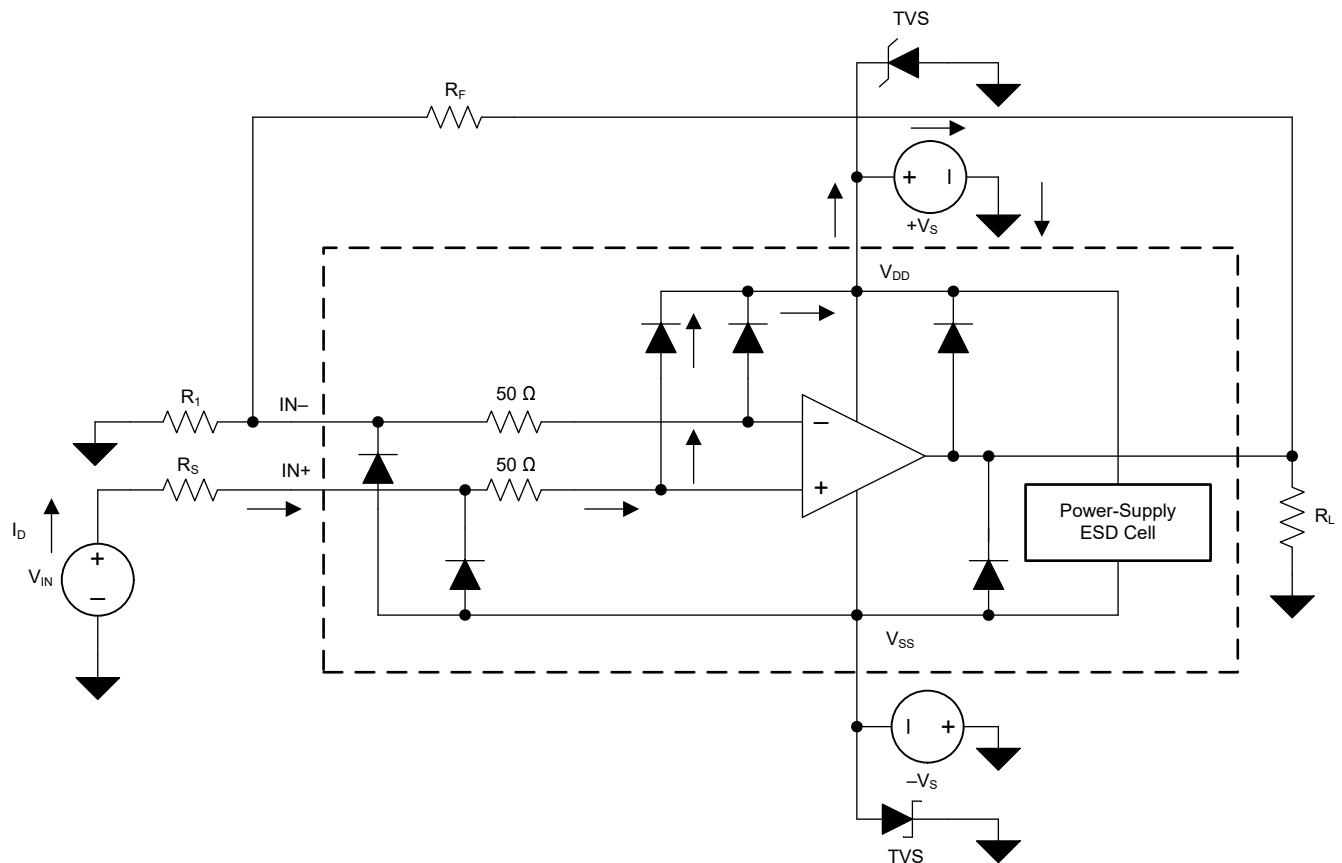 TVS
R_F
+ –
+V_S
V_DD
R_1
IN–
50 Ω
–
R_S
IN+
50 Ω
+
I_D
+
V_IN
–
Power-Supply
ESD Cell
R_L
V_SS
– +
–V_S
TVS